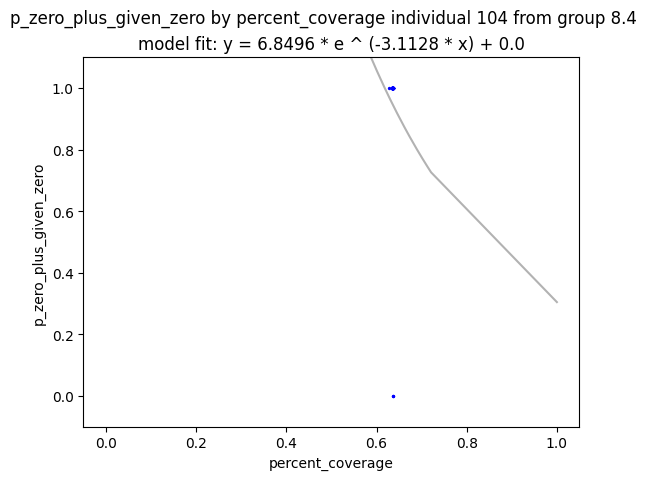 p_zero_plus_given_zero by percent_coverage individual 104 from group 8.4
model fit: y = 6.8496 * e ^ (-3.1128 * x) + 0.0
1.0
0.8
0.6
0.4
0.2
0.0
p_zero_plus_given_zero
0.0 0.2 0.4 0.6 0.8 1.0
percent_coverage